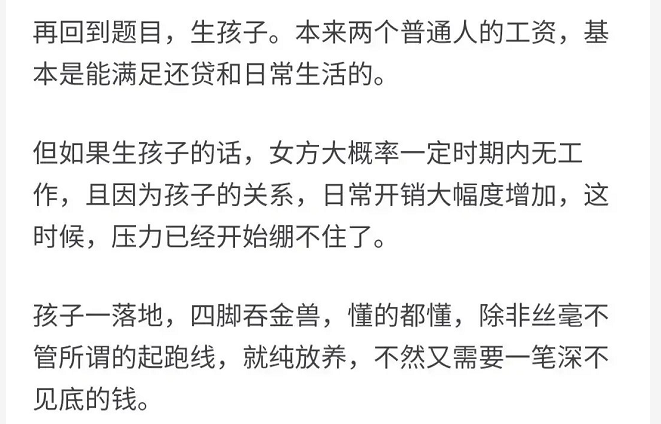 再回到题目，生孩子。本来两个普通人的工资，基
本是能满足还贷和日常生活的。
但如果生孩子的话，女方大概率一定时期内无工
作，且因为孩子的关系，日常开销大幅度增加，这
时候，压力已经开始绷不住了。
孩子一落地，四脚吞金兽，懂的都懂，除非丝毫不
管所谓的起跑线，就纯放养，不然又需要一笔深不
见底的钱。